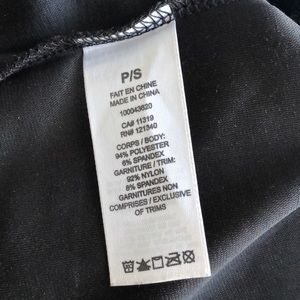 P/S
FAIT EN CHINE
MADE IN CHINA
100043620
CA# 11319
RN# 121340
CORPS / BODY:
94% POLYESTER
6% SPANDEX
GARNITURE / TRIM:
92% NYLON
8% SPANDEX
GARNITURES NON
COMPRISES / EXCLUSIVE
OF TRIMS